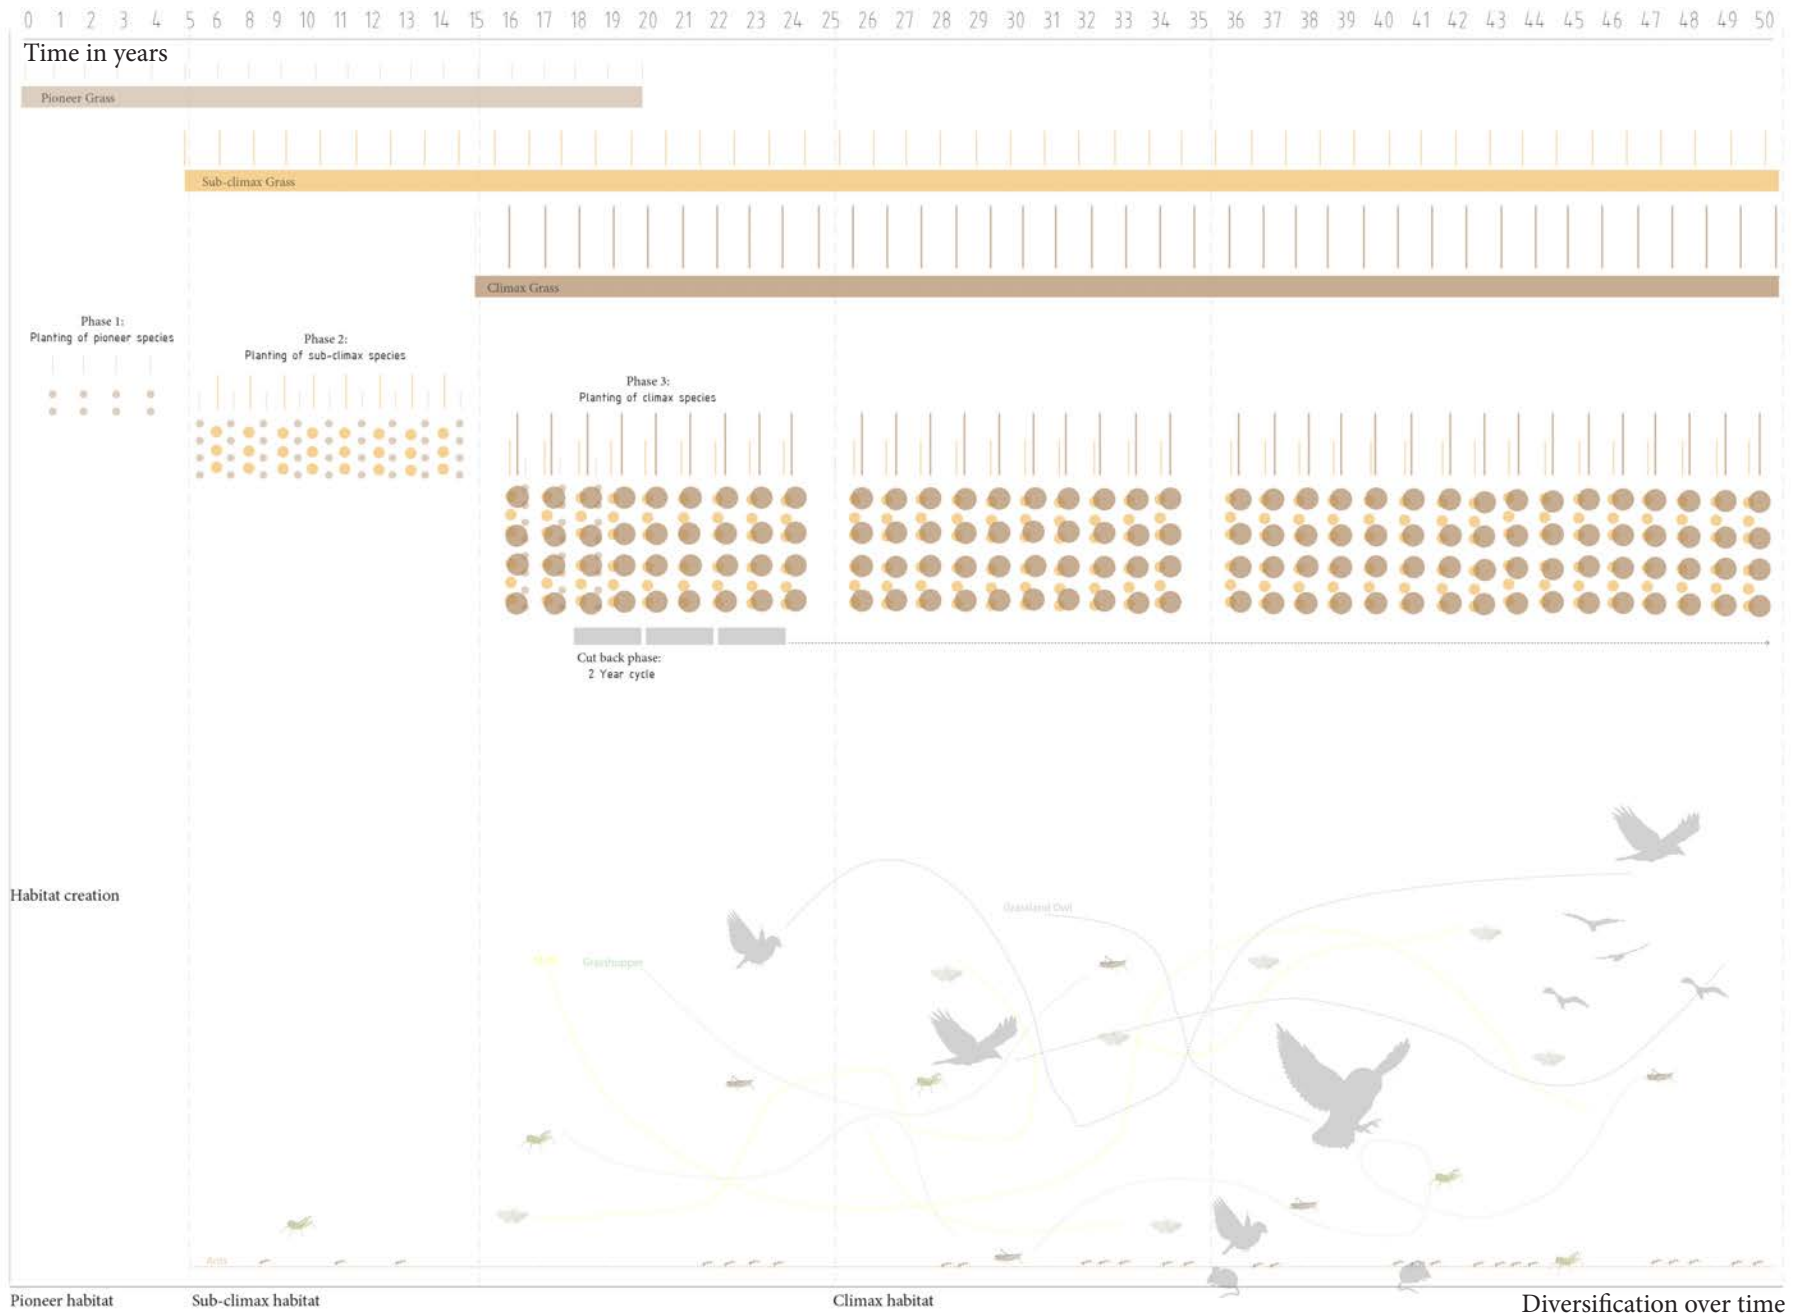 0 1 2 3 4 5 6 7 8 9 10 11 12 13 14 15 16 17 18 19 20 21 22 23 24 25 26 27 28 29 30 31 32 33 34 35 36 37 38 39 40 41 42 43 44 45 46 47 48 49 50
Time in years
Pioneer Grass
Sub-climax Grass
Climax Grass
Phase 1:
Planting of pioneer species
Phase 2:
Planting of sub-climax species
Phase 3:
Planting of climax species
Cut back phase:
2 Year cycle
Habitat creation
Grassland Owl
Grasshopper
Ants
Pioneer habitat
Sub-climax habitat
Climax habitat
Diversification over time